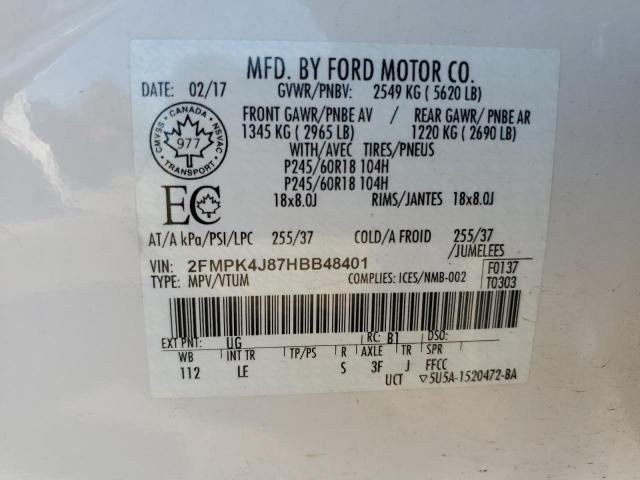 MFD. BY FORD MOTOR CO.
DATE: 02/17
GVWR/PNBV: 2549 KG ( 5620 LB)
FRONT GAWR/PNBE AV / REAR GAWR/ PNBE AR
1345 KG ( 2965 LB) 1220 KG ( 2690 LB)
WITH/AVEC TIRES/PNEUS
P245/60R18 104H
P245/60R18 104H
18x8.0J RIMS/JANTES 18x8.0J
CANADA
CMVSS NSVAC
977
TRANSPORT
EC
AT/A kPa/PSI/LPC 255/37 COLD/A FROID 255/37
/JUMELEES
VIN: 2FMPK4J87HBB48401
TYPE: MPV/VTUM COMPLIES: ICES/NMB-002
F0137
T0303
EXT PNT: UG RC: B1 DSO:
WB INT TR TP/PS R AXLE TR SPR
112 LE S 3F J FFCC
UCT ▽5U5A-1520472-BA